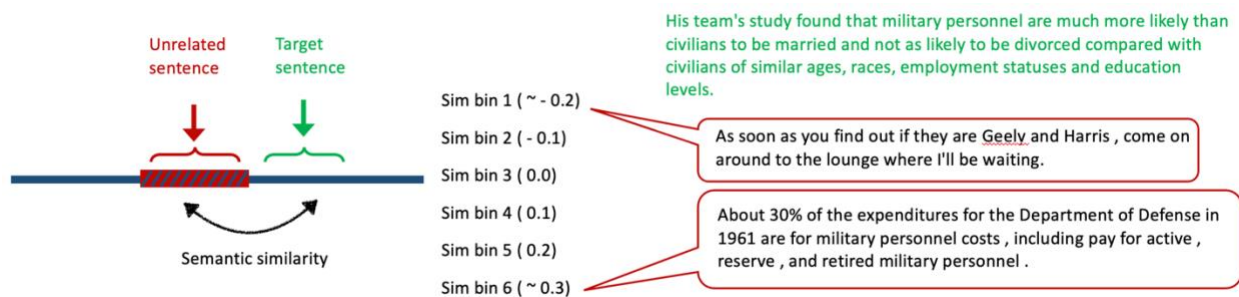 Unrelated
sentence
Target
sentence
Semantic similarity
Sim bin 1 ( ~ - 0.2)
Sim bin 2 ( - 0.1)
Sim bin 3 ( 0.0)
Sim bin 4 ( 0.1)
Sim bin 5 ( 0.2)
Sim bin 6 ( ~ 0.3)
His team's study found that military personnel are much more likely than
civilians to be married and not as likely to be divorced compared with
civilians of similar ages, races, employment statuses and education
levels.
As soon as you find out if they are Geely and Harris , come on
around to the lounge where I'll be waiting.
About 30% of the expenditures for the Department of Defense in
1961 are for military personnel costs , including pay for active ,
reserve , and retired military personnel .